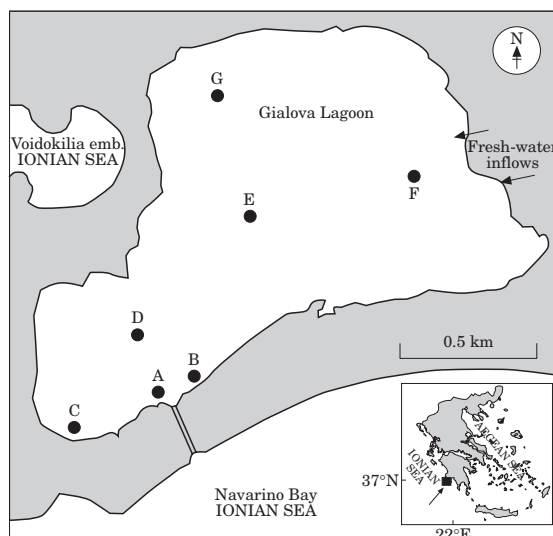 N
G
Gialova Lagoon
Voidokilia emb.
IONIAN SEA
Fresh-water
inflows
F
E
D
0.5 km
B
A
C
AEGEAN SEA
IONIAN
SEA
37°N
Navarino Bay
IONIAN SEA
22°E